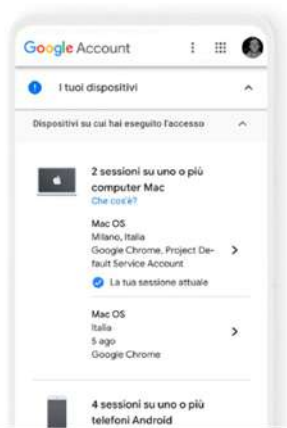 Google Account
I tuoi dispositivi
Dispositivi su cui hai eseguito l'accesso
2 sessioni su uno o più
computer Mac
Che cos'è?
Mac OS
Milano, Italia
Google Chrome, Project De-
fault Service Account
La tua sessione attuale
Mac OS
Italia
5 ago
Google Chrome
4 sessioni su uno o più
telefoni Android